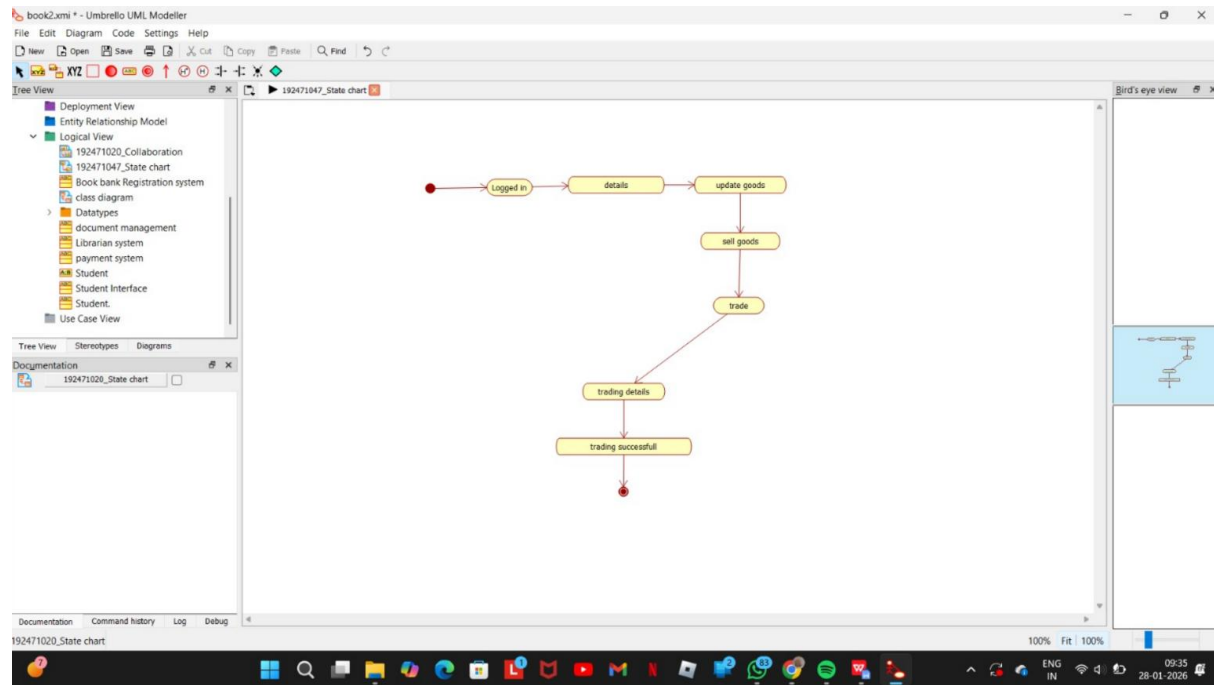 book2.xmi * - Umbrello UML Modeller
File Edit Diagram Code Settings Help
New Open Save Cut Copy Paste Find
XYZ XYZ
Tree View
192471047_State chart
Bird's eye view
Deployment View
Entity Relationship Model
Logical View
192471020_Collaboration
192471047_State chart
Book bank Registration system
class diagram
Datatypes
document management
Librarian system
payment system
Student
Student Interface
Student.
Use Case View
Tree View Stereotypes Diagrams
Documentation
192471020_State chart
Logged in
details
update goods
sell goods
trade
trading details
trading successfull
Documentation Command history Log Debug
192471020_State chart
100% Fit 100%
ENG
IN
09:35
28-01-2026